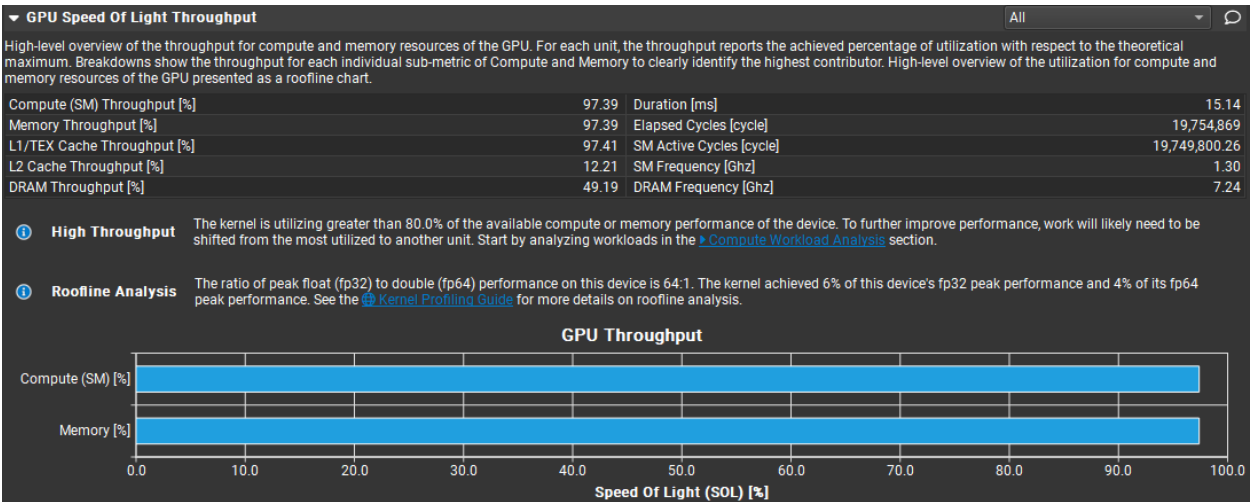 GPU Speed Of Light Throughput
All
High-level overview of the throughput for compute and memory resources of the GPU. For each unit, the throughput reports the achieved percentage of utilization with respect to the theoretical
maximum. Breakdowns show the throughput for each individual sub-metric of Compute and Memory to clearly identify the highest contributor. High-level overview of the utilization for compute and
memory resources of the GPU presented as a roofline chart.
Compute (SM) Throughput [%] 97.39 Duration [ms] 15.14
Memory Throughput [%] 97.39 Elapsed Cycles [cycle] 19,754,869
L1/TEX Cache Throughput [%] 97.41 SM Active Cycles [cycle] 19,749,800.26
L2 Cache Throughput [%] 12.21 SM Frequency [Ghz] 1.30
DRAM Throughput [%] 49.19 DRAM Frequency [Ghz] 7.24
High Throughput
The kernel is utilizing greater than 80.0% of the available compute or memory performance of the device. To further improve performance, work will likely need to be
shifted from the most utilized to another unit. Start by analyzing workloads in the Compute Workload Analysis section.
Roofline Analysis
The ratio of peak float (fp32) to double (fp64) performance on this device is 64:1. The kernel achieved 6% of this device's fp32 peak performance and 4% of its fp64
peak performance. See the Kernel Profiling Guide for more details on roofline analysis.
GPU Throughput
Compute (SM) [%]
Memory [%]
0.0 10.0 20.0 30.0 40.0 50.0 60.0 70.0 80.0 90.0 100.0
Speed Of Light (SOL) [%]